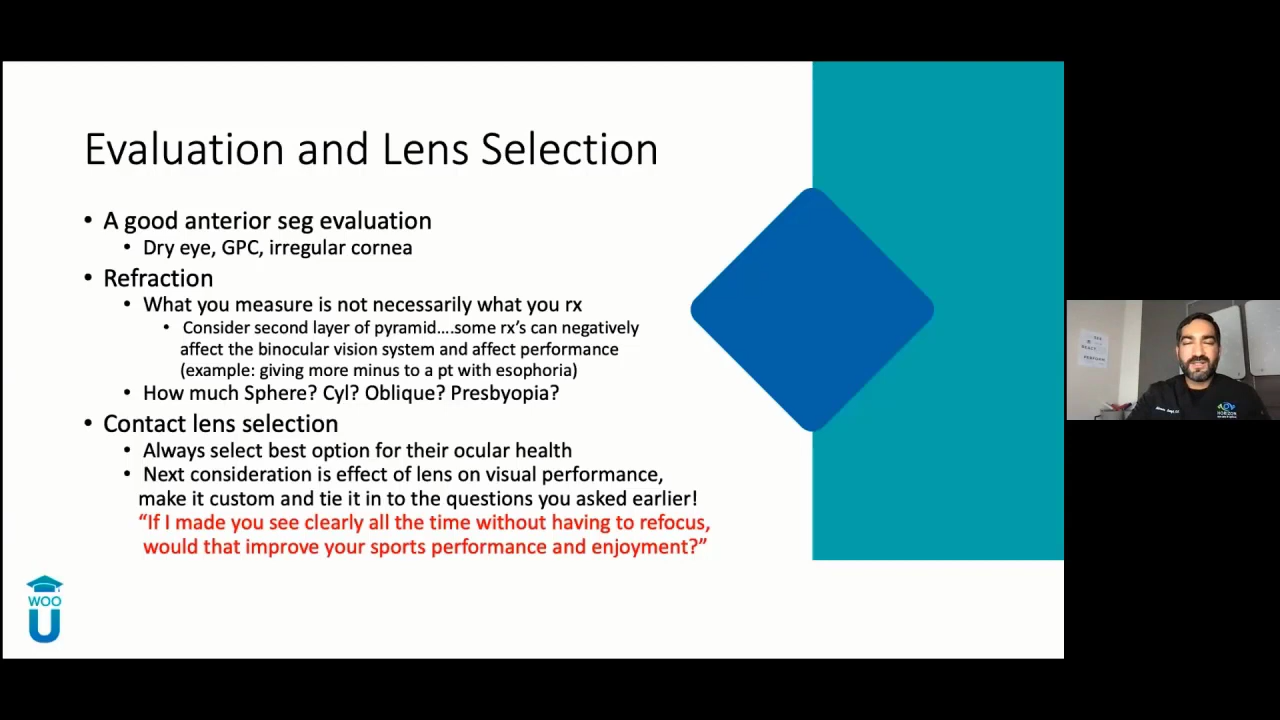 Evaluation and Lens Selection
• A good anterior seg evaluation
• Dry eye, GPC, irregular cornea
• Refraction
• What you measure is not necessarily what you rx
• Consider second layer of pyramid....some rx's can negatively
affect the binocular vision system and affect performance
(example: giving more minus to a pt with esophoria)
• How much Sphere? Cyl? Oblique? Presbyopia?
• Contact lens selection
• Always select best option for their ocular health
• Next consideration is effect of lens on visual performance,
make it custom and tie it in to the questions you asked earlier!
“If I made you see clearly all the time without having to refocus,
would that improve your sports performance and enjoyment?”
WOO
U
HORIZON